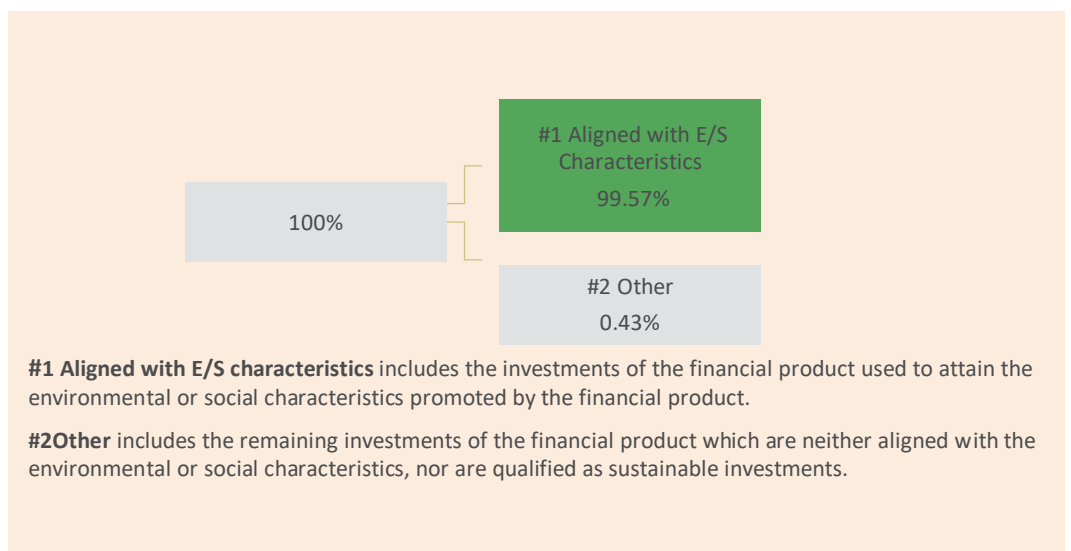 #1 Aligned with E/S
Characteristics
99.57%
100%
#2 Other
0.43%
#1 Aligned with E/S characteristics includes the investments of the financial product used to attain the
environmental or social characteristics promoted by the financial product.
#2Other includes the remaining investments of the financial product which are neither aligned with the
environmental or social characteristics, nor are qualified as sustainable investments.